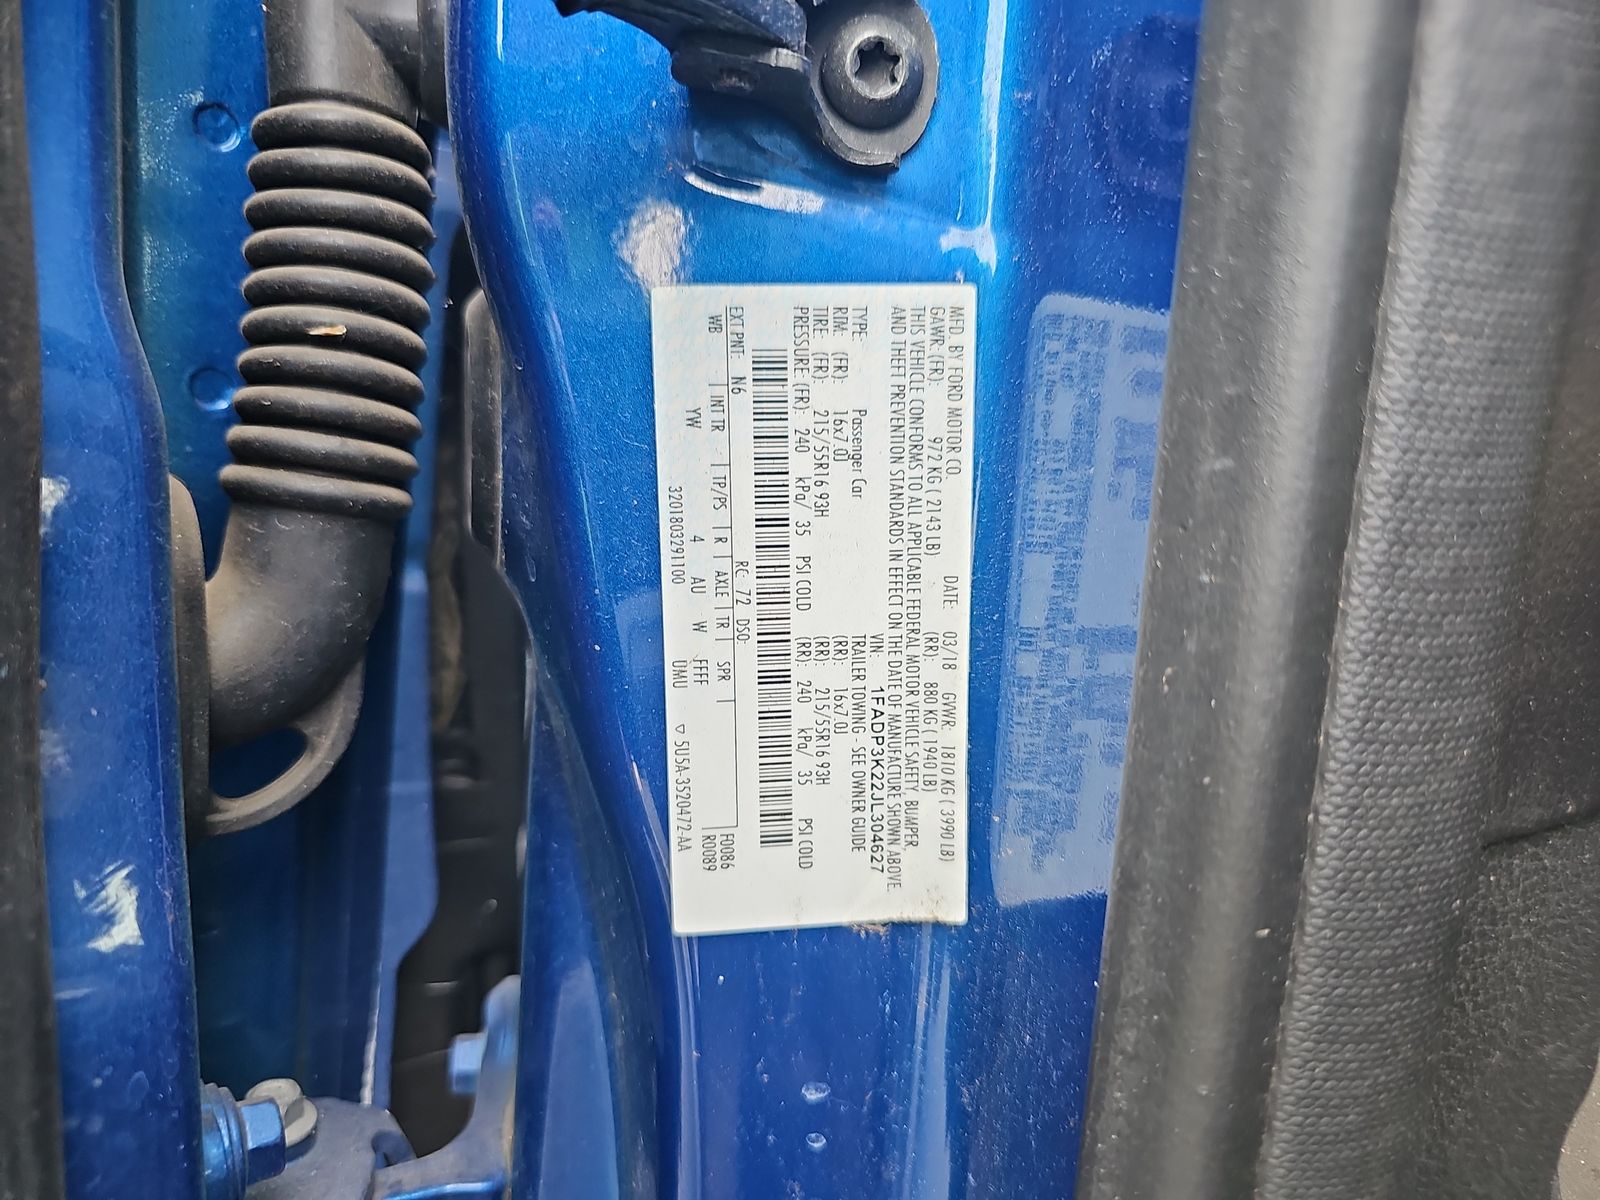 MFD. BY FORD MOTOR CO.
DATE: 03/18 GVWR: 1810 KG ( 3990 LB)
GAWR: (FR): 972 KG ( 2143 LB) (RR): 880 KG ( 1940 LB)
THIS VEHICLE CONFORMS TO ALL APPLICABLE FEDERAL MOTOR VEHICLE SAFETY, BUMPER,
AND THEFT PREVENTION STANDARDS IN EFFECT ON THE DATE OF MANUFACTURE SHOWN ABOVE.
VIN: 1FADP3K22JL304627
TYPE: Passenger Car TRAILER TOWING - SEE OWNER GUIDE
RIM: (FR): 16x7.0J (RR): 16x7.0J
TIRE: (FR): 215/55R16 93H (RR): 215/55R16 93H
PRESSURE (FR): 240 kPa/ 35 PSI COLD (RR): 240 kPa/ 35 PSI COLD
EXT PNT: N6 RC: 72 DSO: F0086
WB INT TR TP/PS R AXLE TR SPR R0089
YW 4 AU W FFFF
3201803291100 UMU ▽ 5U5A-3520472-AA